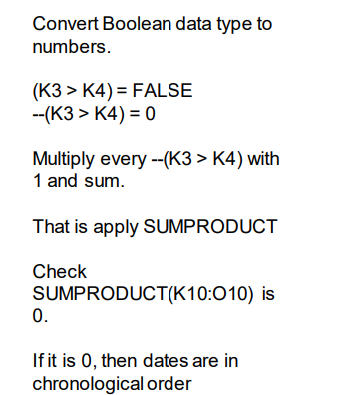 Convert Boolean data type to
numbers.
(K3 > K4) = FALSE
--(K3 > K4) = 0
Multiply every --(K3 > K4) with
1 and sum.
That is apply SUMPRODUCT
Check
SUMPRODUCT(K10:O10) is
0.
If it is 0, then dates are in
chronological order